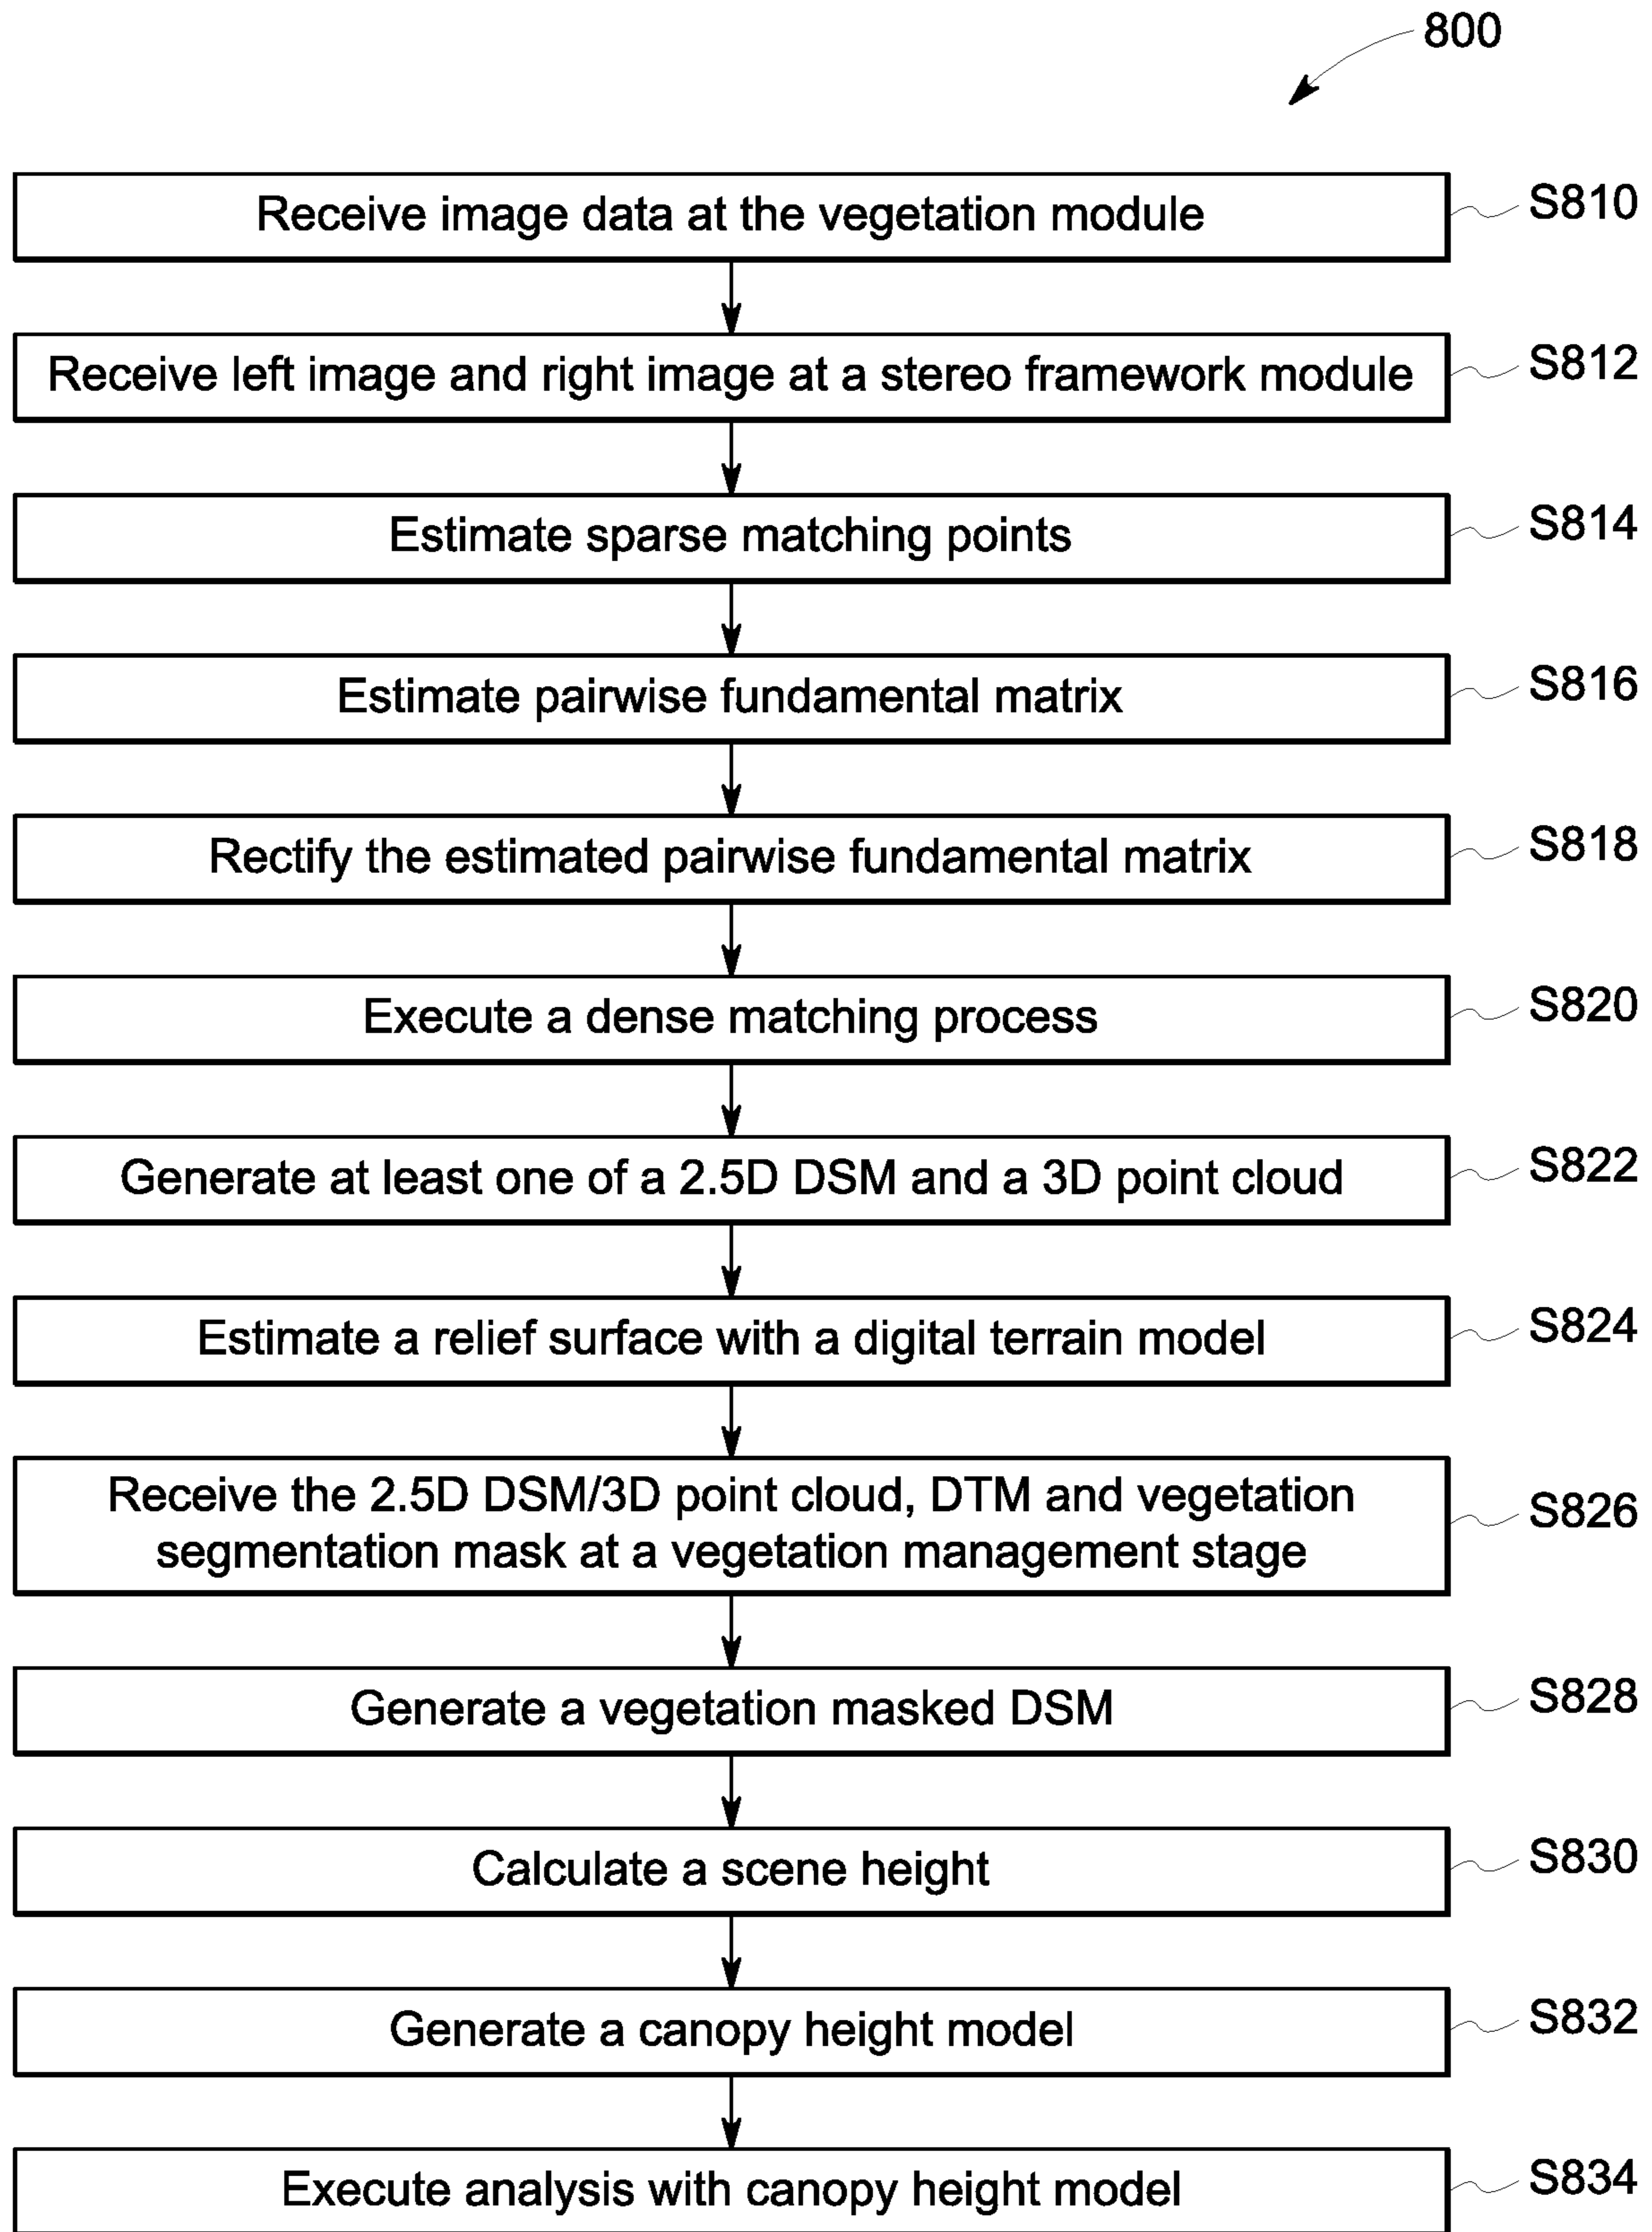 800
Receive image data at the vegetation module
S810
Receive left image and right image at a stereo framework module
S812
Estimate sparse matching points
S814
Estimate pairwise fundamental matrix
S816
Rectify the estimated pairwise fundamental matrix
S818
Execute a dense matching process
S820
Generate at least one of a 2.5D DSM and a 3D point cloud
S822
Estimate a relief surface with a digital terrain model
S824
Receive the 2.5D DSM/3D point cloud, DTM and vegetation
segmentation mask at a vegetation management stage
S826
Generate a vegetation masked DSM
S828
Calculate a scene height
S830
Generate a canopy height model
S832
Execute analysis with canopy height model
S834